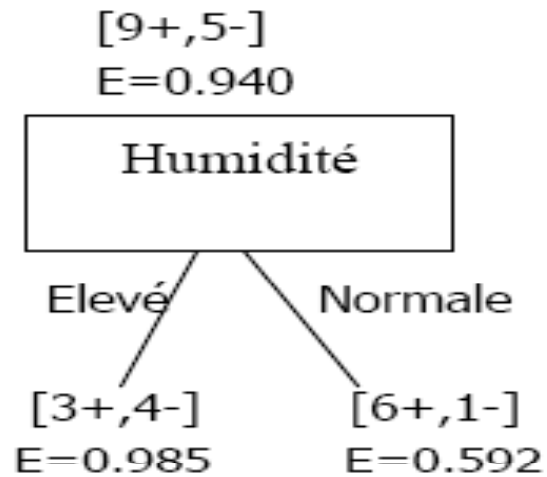 [9+,5-]
E=0.940
Humidité
Elevé
Normale
[3+,4-]
[6+,1-]
E=0.985
E=0.592